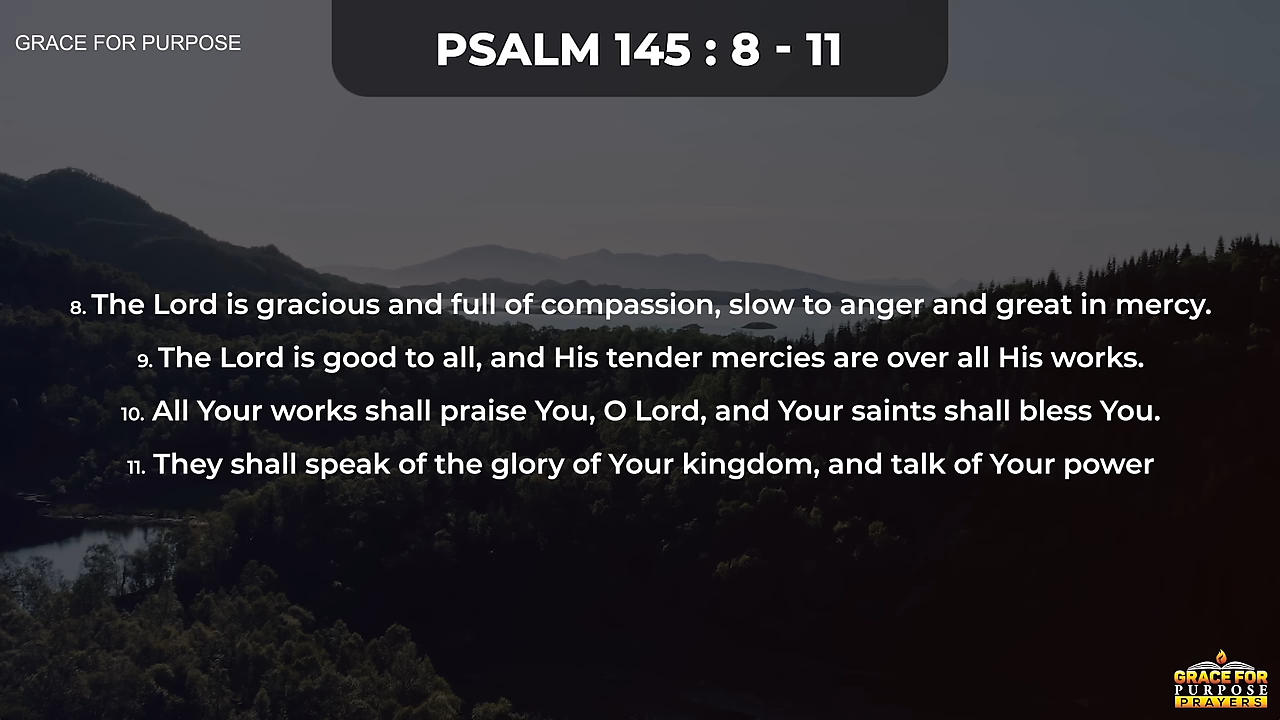 GRACE FOR PURPOSE
PSALM 145 : 8 - 11
8. The Lord is gracious and full of compassion, slow to anger and great in mercy.
9. The Lord is good to all, and His tender mercies are over all His works.
10. All Your works shall praise You, O Lord, and Your saints shall bless You.
11. They shall speak of the glory of Your kingdom, and talk of Your power
GRACE FOR
PURPOSE
PRAYERS